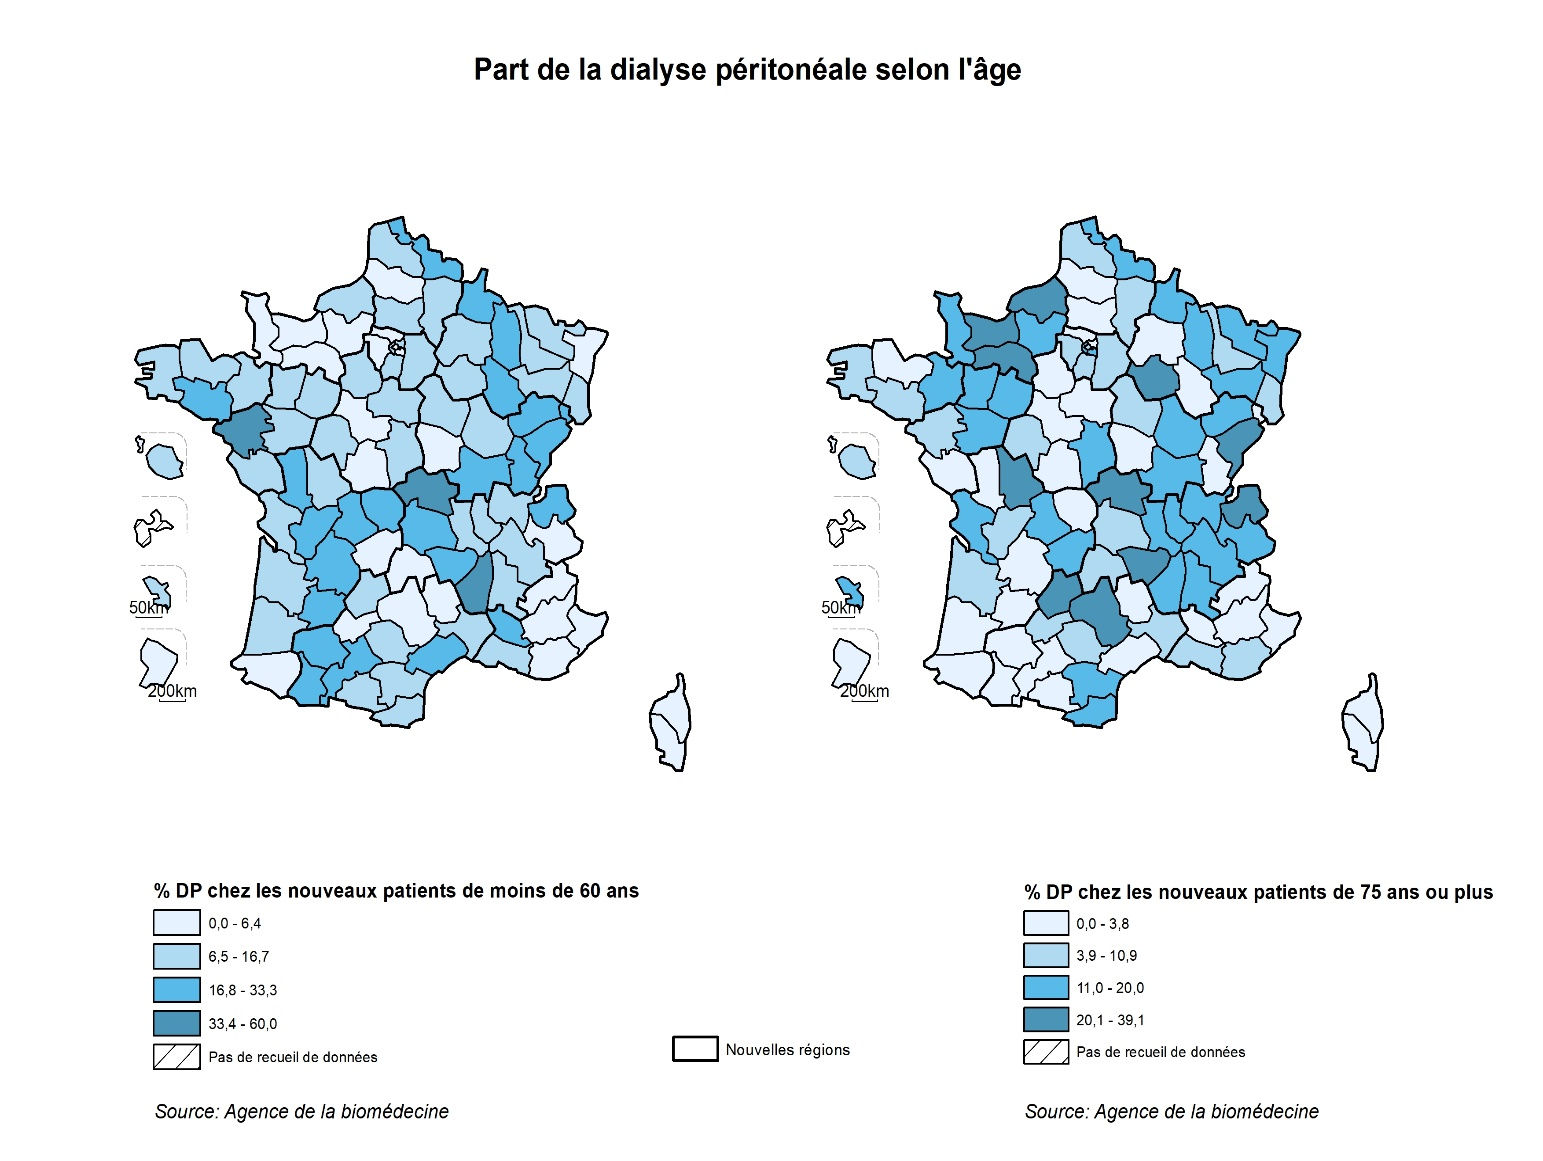 Part de la dialyse péritonéale selon l'âge
50km
200km
50km
200km
% DP chez les nouveaux patients de moins de 60 ans
0,0 - 6,4
6,5 - 16,7
16,8 - 33,3
33,4 - 60,0
Pas de recueil de données
Source: Agence de la biomédecine
Nouvelles régions
% DP chez les nouveaux patients de 75 ans ou plus
0,0 - 3,8
3,9 - 10,9
11,0 - 20,0
20,1 - 39,1
Pas de recueil de données
Source: Agence de la biomédecine